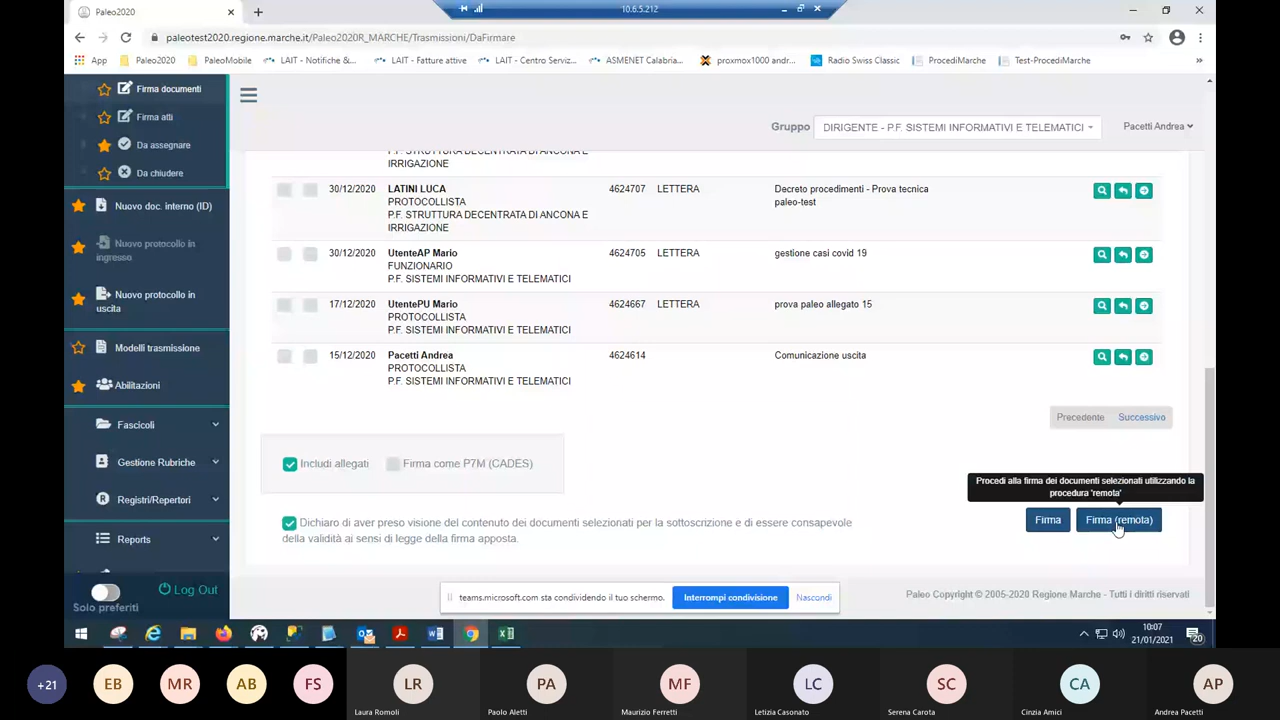 Paleo2020
10.6.5.212
paleotest2020.regione.marche.it/Paleo2020R_MARCHE/Trasmissioni/DaFirmare
App Paleo2020 PaleoMobile LAIT - Notifiche &... LAIT - Fatture attive LAIT - Centro Serviz... ASMENET Calabria... proxmox1000 andr... Radio Swiss Classic ProcediMarche Test-ProcediMarche
Firma documenti
Firma atti
Da assegnare
Da chiudere
Nuovo doc. interno (ID)
Nuovo protocollo in
ingresso
Nuovo protocollo in
uscita
Modelli trasmissione
Abilitazioni
Fascicoli
Gestione Rubriche
Registri/Repertori
Reports
Log Out
Solo preferiti
Gruppo DIRIGENTE - P.F. SISTEMI INFORMATIVI E TELEMATICI Pacetti Andrea
P.F. STRUTTURA DECENTRATA DI ANCONA E
IRRIGAZIONE
30/12/2020 LATINI LUCA 4624707 LETTERA Decreto procedimenti - Prova tecnica
PROTOCOLLISTA paleo-test
P.F. STRUTTURA DECENTRATA DI ANCONA E
IRRIGAZIONE
30/12/2020 UtenteAP Mario 4624705 LETTERA gestione casi covid 19
FUNZIONARIO
P.F. SISTEMI INFORMATIVI E TELEMATICI
17/12/2020 UtentePU Mario 4624667 LETTERA prova paleo allegato 15
PROTOCOLLISTA
P.F. SISTEMI INFORMATIVI E TELEMATICI
15/12/2020 Pacetti Andrea 4624614 Comunicazione uscita
PROTOCOLLISTA
P.F. SISTEMI INFORMATIVI E TELEMATICI
Precedente Successivo
Includi allegati Firma come P7M (CADES)
Procedi alla firma dei documenti selezionati utilizzando la
procedura 'remota'
Dichiaro di aver preso visione del contenuto dei documenti selezionati per la sottoscrizione e di essere consapevole
della validità ai sensi di legge della firma apposta.
Firma Firma (remota)
teams.microsoft.com sta condividendo il tuo schermo. Interrompi condivisione Nascondi
Paleo Copyright © 2005-2020 Regione Marche - Tutti i diritti riservati
10:07
21/01/2021
20
+21 EB MR AB FS LR PA MF LC SC CA AP
Laura Romoli Paolo Aletti Maurizio Ferretti Letizia Casonato Serena Carota Cinzia Amici Andrea Pacetti